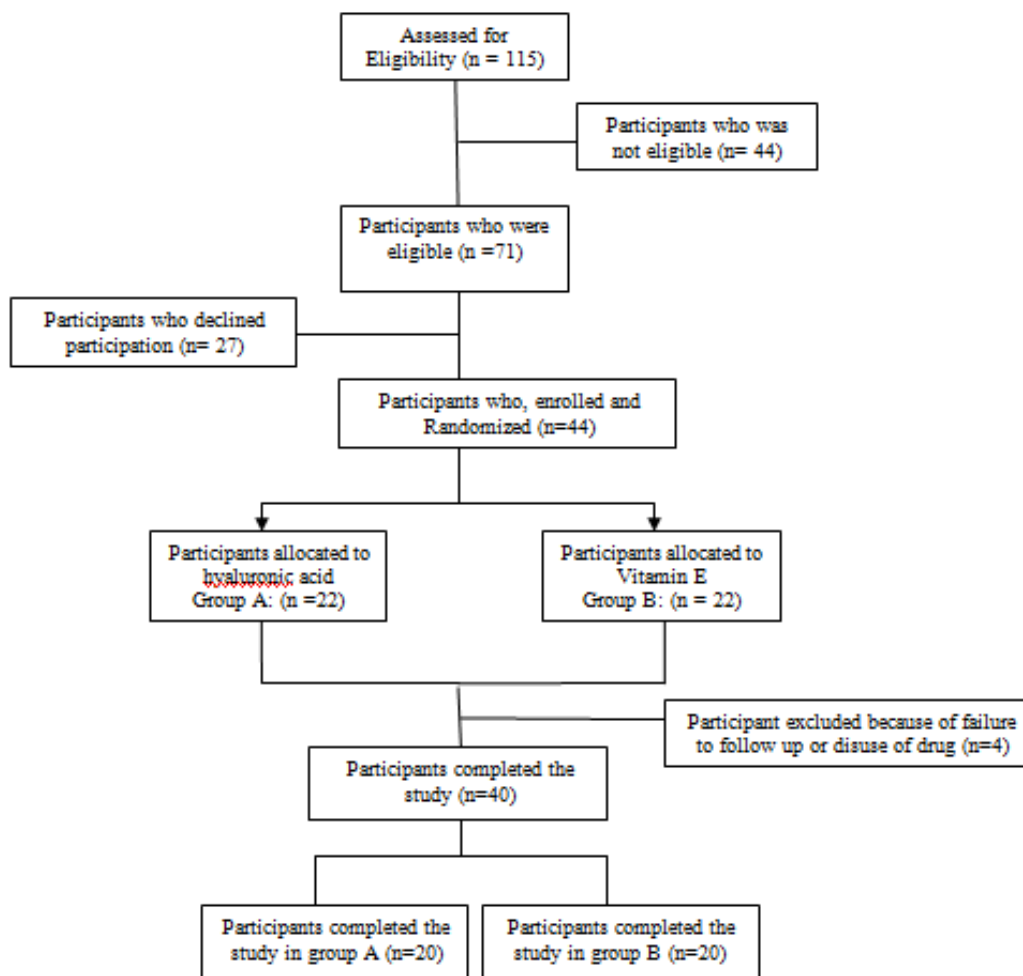 Assessed for
Eligibility (n = 115)
Participants who was
not eligible (n= 44)
Participants who were
eligible (n =71)
Participants who declined
participation (n= 27)
Participants who, enrolled and
Randomized (n=44)
Participants allocated to
hyaluronic acid
Group A: (n =22)
Participants allocated to
Vitamin E
Group B: (n = 22)
Participant excluded because of failure
to follow up or disuse of drug (n=4)
Participants completed the
study (n=40)
Participants completed the
study in group A (n=20)
Participants completed the
study in group B (n=20)